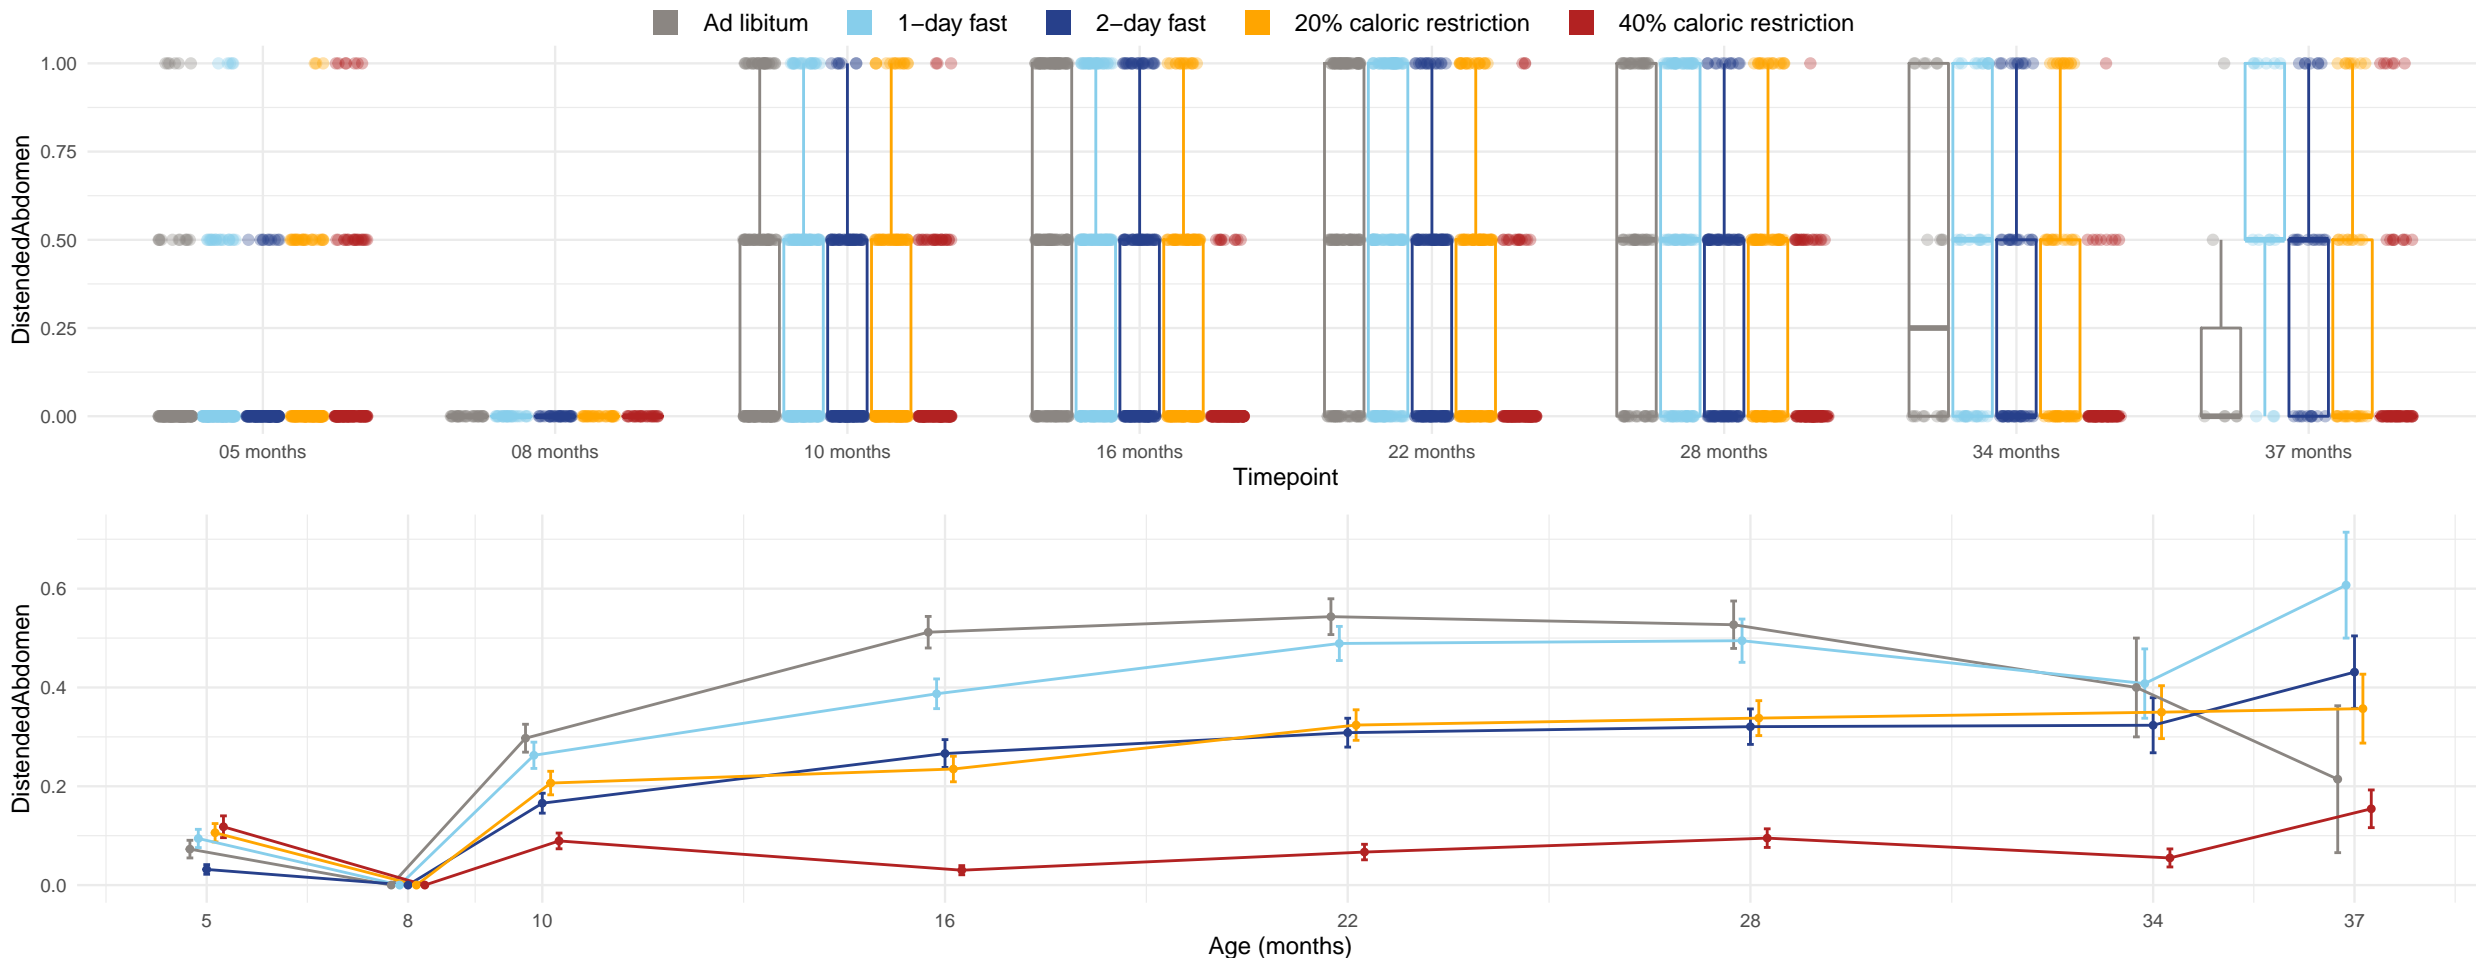 Ad libitum 1−day fast 2−day fast 20% caloric restriction 40% caloric restriction
DistendedAbdomen
1.00
0.75
0.50
0.25
0.00
05 months 08 months 10 months 16 months 22 months 28 months 34 months 37 months
Timepoint
DistendedAbdomen
0.6
0.4
0.2
0.0
5 8 10 16 22 28 34 37
Age (months)